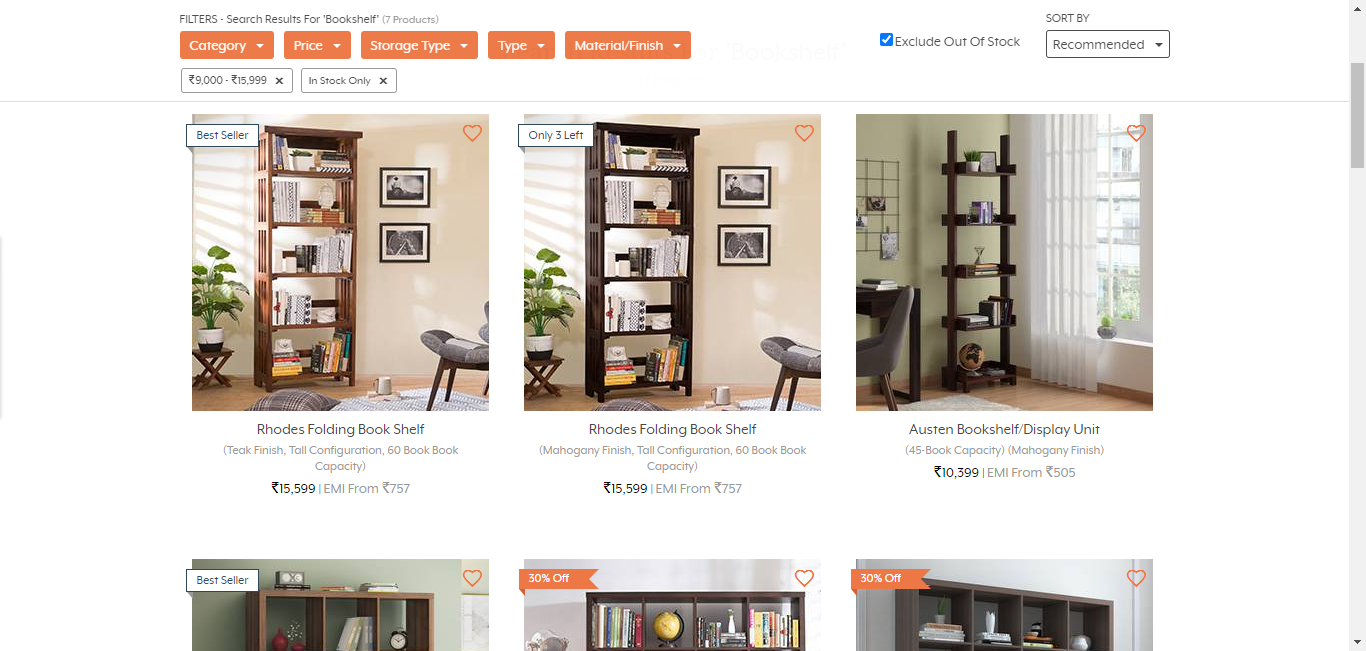 FILTERS - Search Results For 'Bookshelf' (7 Products)
SORT BY
Category
Price
Storage Type
Type
Material/Finish
or 'Bookshelf'
Exclude Out Of Stock
Recommended
₹9,000 - ₹15,999 ✕
In Stock Only ✕
Best Seller
Only 3 Left
Rhodes Folding Book Shelf
(Teak Finish, Tall Configuration, 60 Book Book
Capacity)
₹15,599 | EMI From ₹757
Rhodes Folding Book Shelf
(Mahogany Finish, Tall Configuration, 60 Book Book
Capacity)
₹15,599 | EMI From ₹757
Austen Bookshelf/Display Unit
(45-Book Capacity) (Mahogany Finish)
₹10,399 | EMI From ₹505
Best Seller
30% Off
30% Off